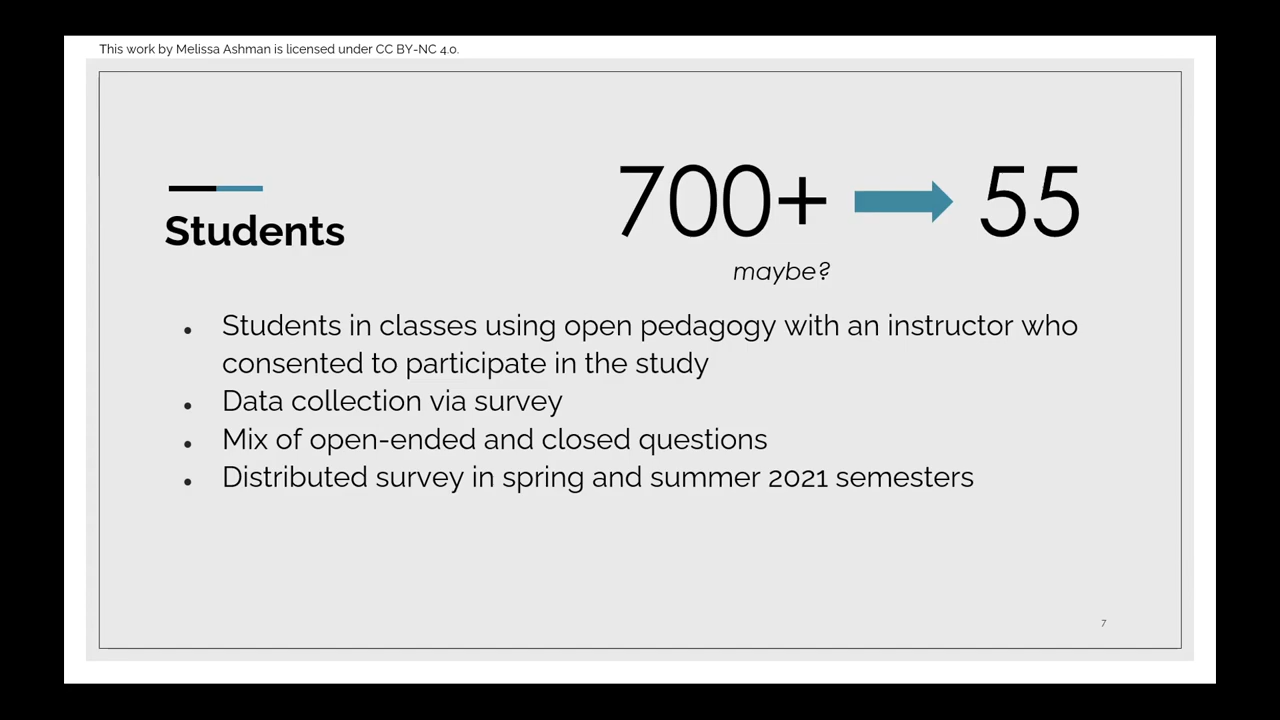 This work by Melissa Ashman is licensed under CC BY-NC 4.0.
700+ 55
Students
maybe?
• Students in classes using open pedagogy with an instructor who
consented to participate in the study
• Data collection via survey
• Mix of open-ended and closed questions
• Distributed survey in spring and summer 2021 semesters
7